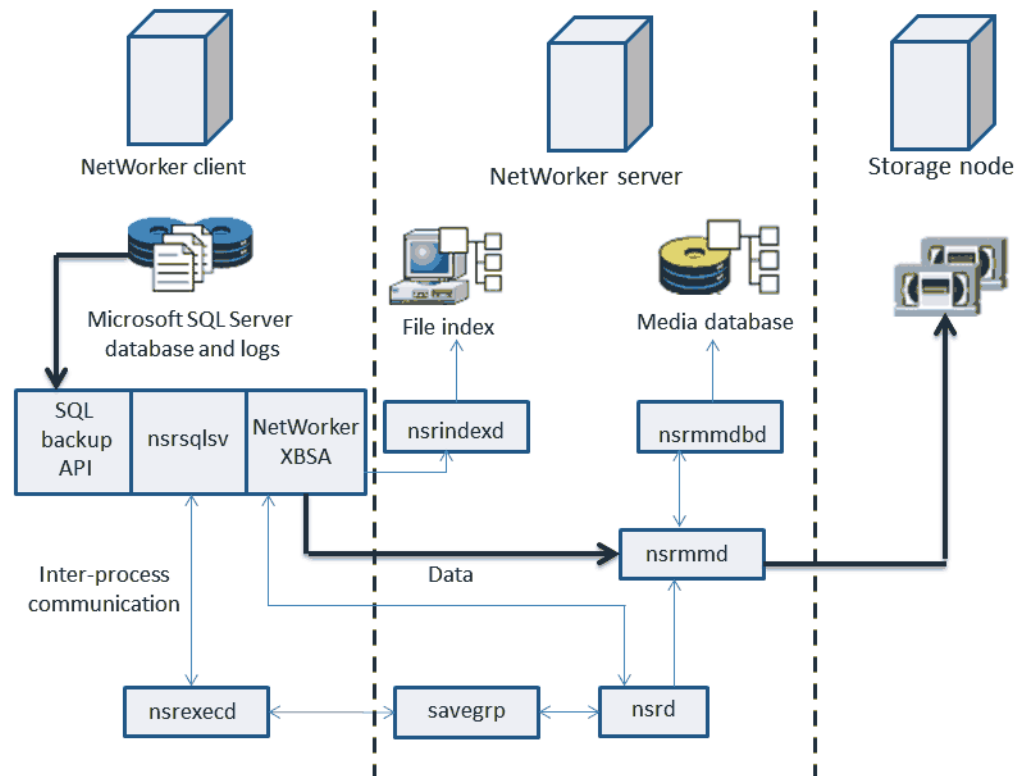 NetWorker client
NetWorker server
Storage node
Microsoft SQL Server
database and logs
File index
Media database
SQL
backup
API
nsrsqlsv
NetWorker
XBSA
nsrindexd
nsrmmdbd
nsrmmd
Inter-process
communication
Data
nsrexecd
savegrp
nsrd